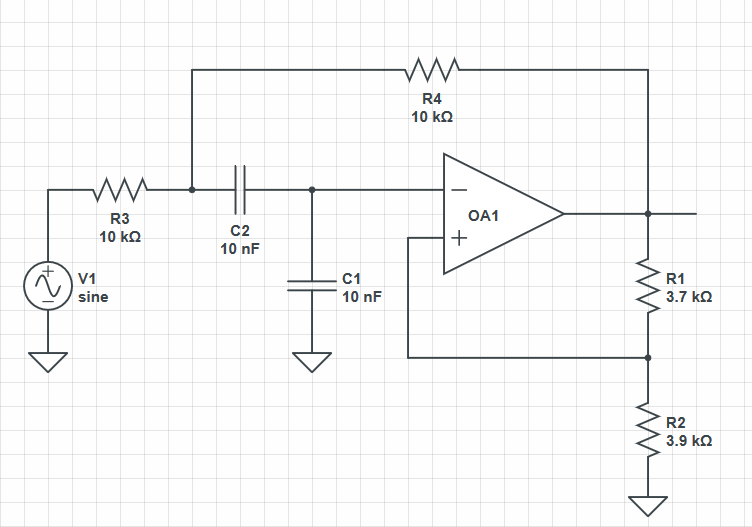 R4
10 kΩ
R3
10 kΩ
C2
10 nF
OA1
V1
sine
C1
10 nF
R1
3.7 kΩ
R2
3.9 kΩ